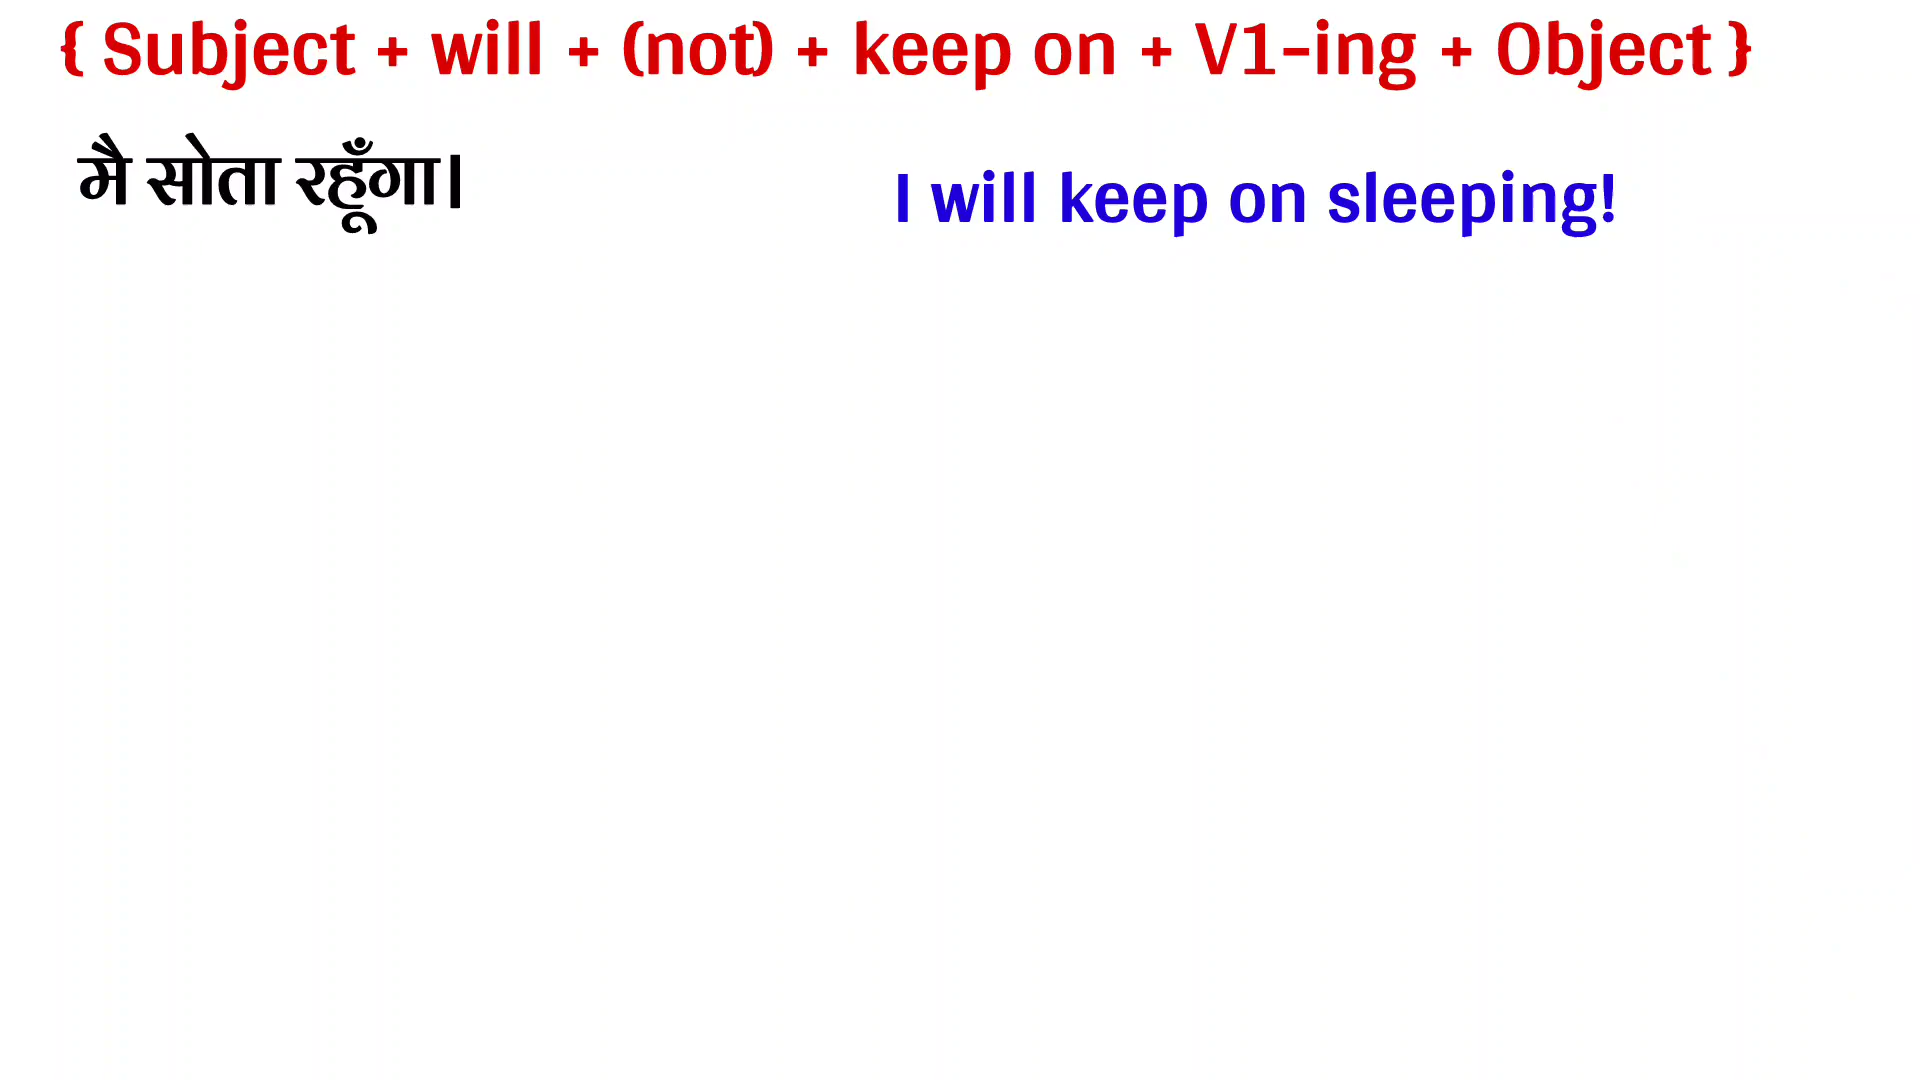 { Subject + will + (not) + keep on + V1-ing + Object }
मै सोता रहूँगा।
I will keep on sleeping!